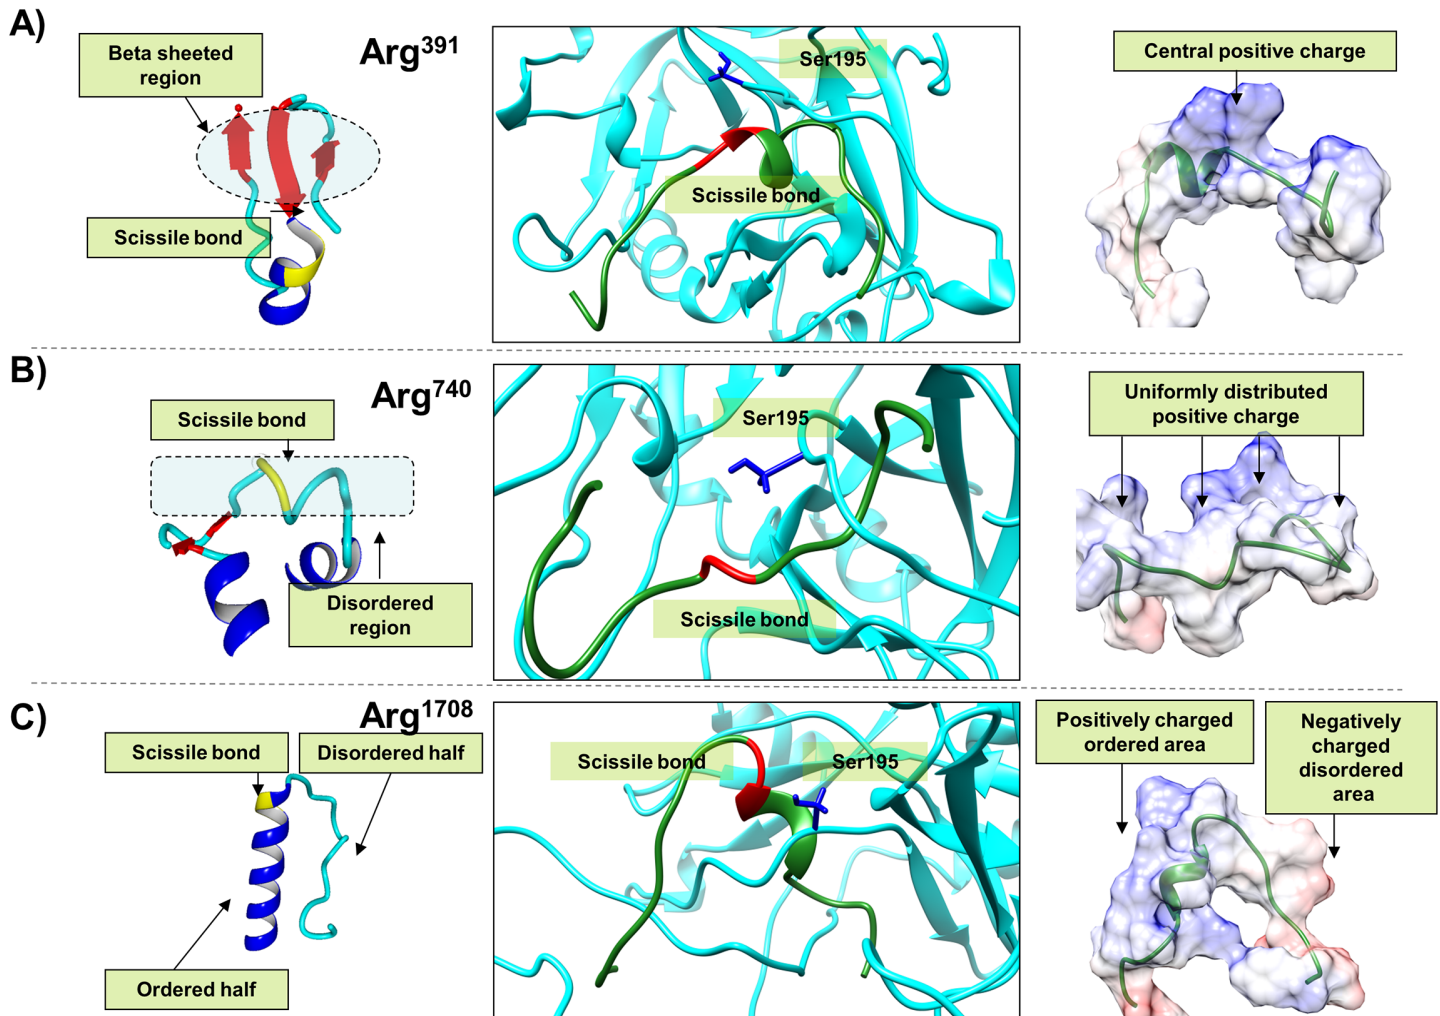 A)
Beta sheeted
region
Arg391
Scissile bond
Ser195
Scissile bond
Central positive charge
B)
Arg740
Scissile bond
Disordered
region
Ser195
Scissile bond
Uniformly distributed
positive charge
C)
Arg1708
Scissile bond
Disordered half
Ordered half
Scissile bond
Ser195
Positively charged
ordered area
Negatively
charged
disordered
area